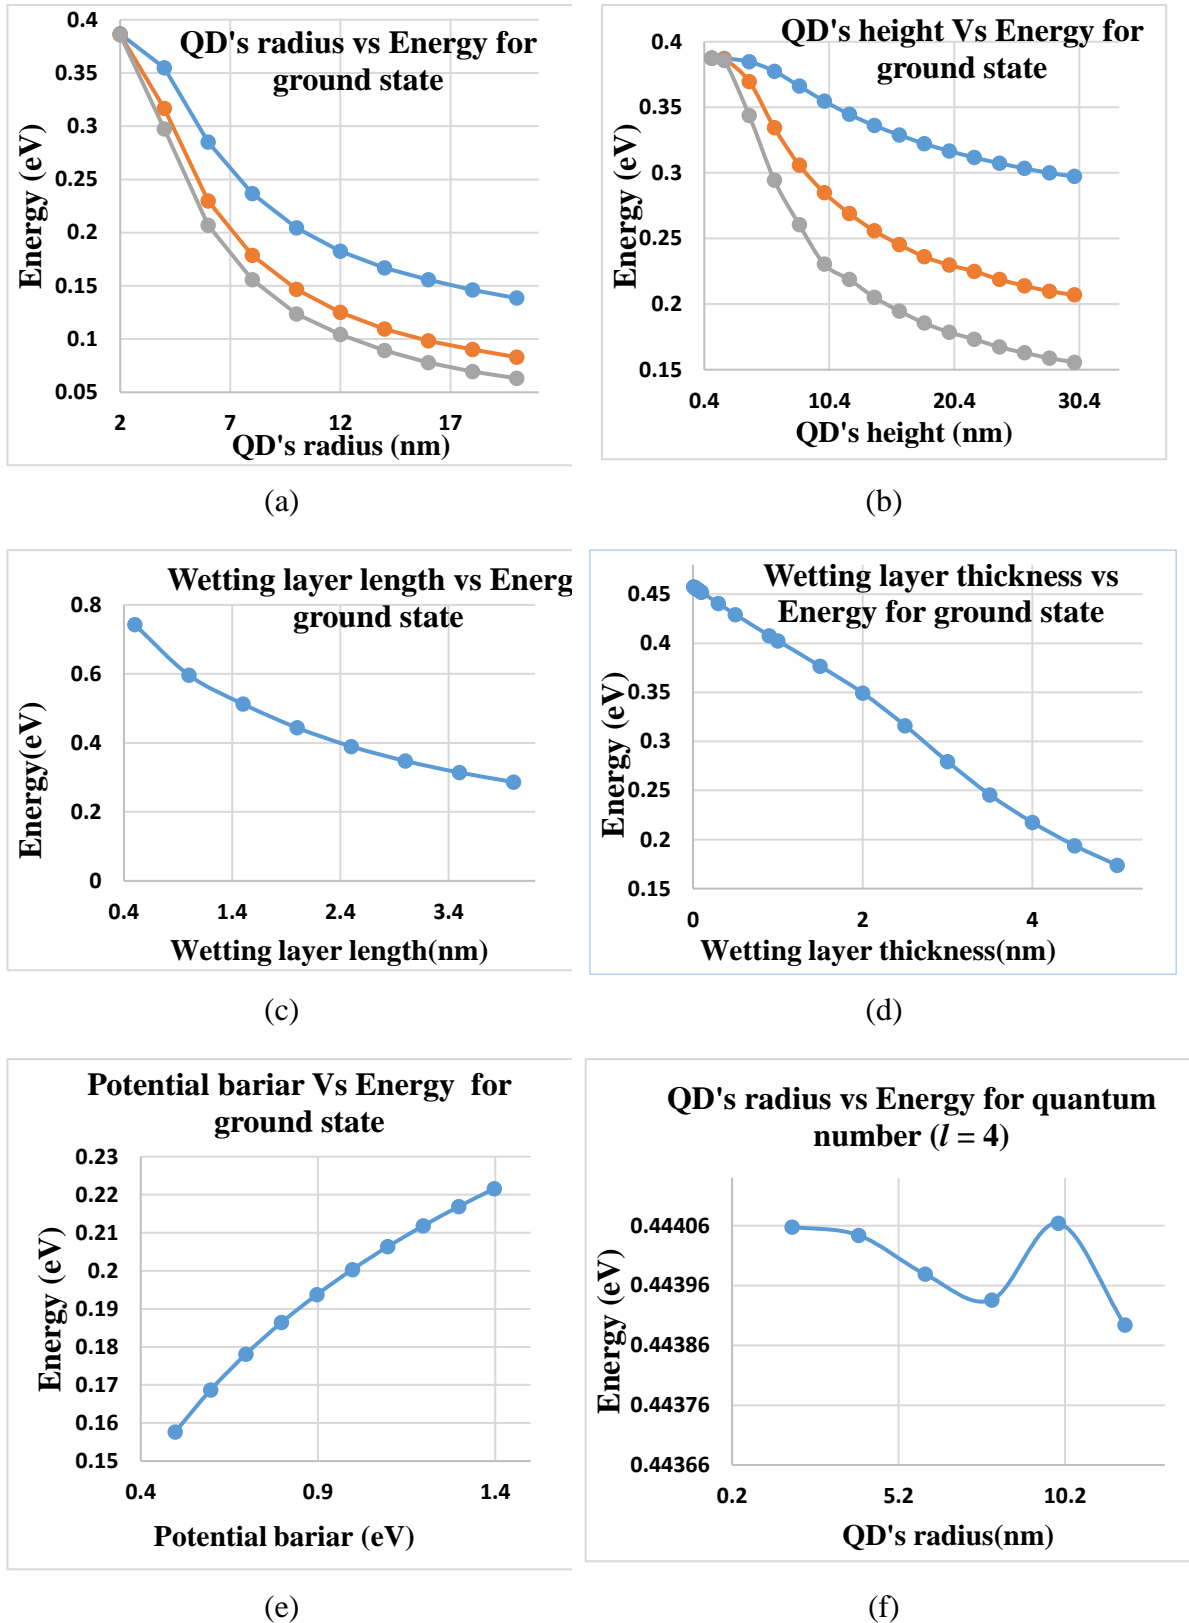 QD's radius vs Energy for
ground state
Energy (eV)
0.4
0.35
0.3
0.25
0.2
0.15
0.1
0.05
2
7
12
17
QD's radius (nm)
(a)
QD's height Vs Energy for
ground state
Energy (eV)
0.4
0.35
0.3
0.25
0.2
0.15
0.4
10.4
20.4
30.4
QD's height (nm)
(b)
Wetting layer length vs Energ
ground state
Energy(eV)
0.8
0.6
0.4
0.2
0
0.4
1.4
2.4
3.4
Wetting layer length(nm)
(c)
Wetting layer thickness vs
Energy for ground state
Energy (eV)
0.45
0.4
0.35
0.3
0.25
0.2
0.15
0
2
4
Wetting layer thickness(nm)
(d)
Potential bariar Vs Energy for
ground state
Energy (eV)
0.23
0.22
0.21
0.2
0.19
0.18
0.17
0.16
0.15
0.4
0.9
1.4
Potential bariar (eV)
(e)
QD's radius vs Energy for quantum
number (l = 4)
Energy (eV)
0.44406
0.44396
0.44386
0.44376
0.44366
0.2
5.2
10.2
QD's radius(nm)
(f)